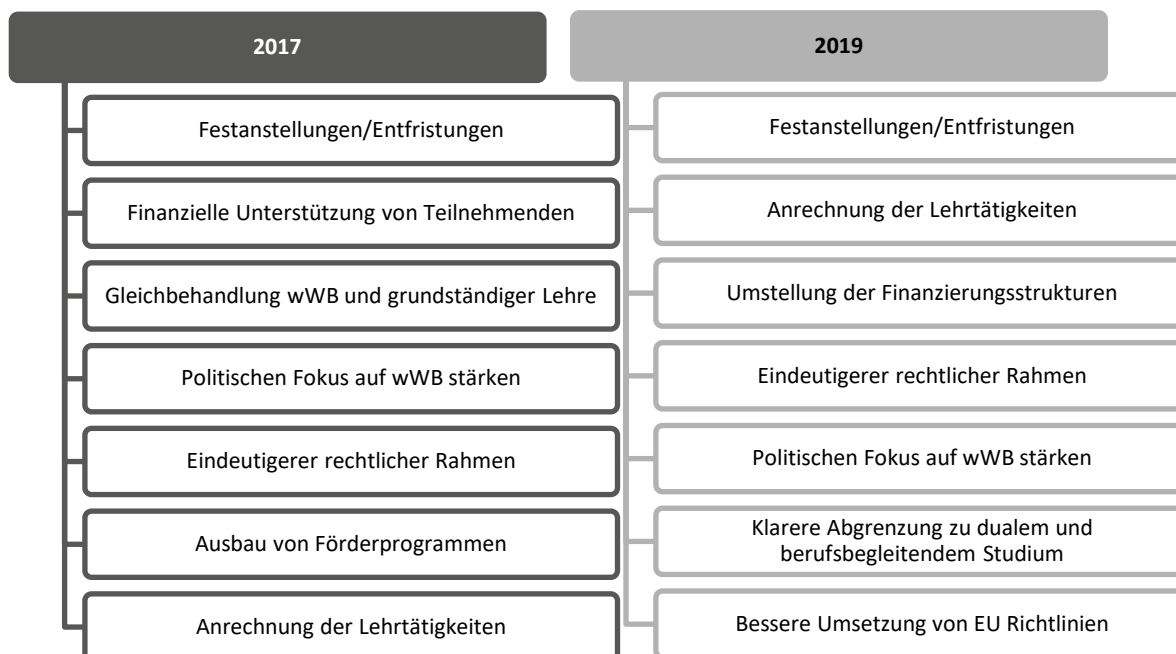 2017
Festanstellungen/Entfristungen
Finanzielle Unterstützung von Teilnehmenden
Gleichbehandlung wWB und grundständiger Lehre
Politischen Fokus auf wWB stärken
Eindeutigerer rechtlicher Rahmen
Ausbau von Förderprogrammen
Anrechnung der Lehrtätigkeiten
2019
Festanstellungen/Entfristungen
Anrechnung der Lehrtätigkeiten
Umstellung der Finanzierungsstrukturen
Eindeutigerer rechtlicher Rahmen
Politischen Fokus auf wWB stärken
Klarere Abgrenzung zu dualem und
berufsbegleitendem Studium
Bessere Umsetzung von EU Richtlinien